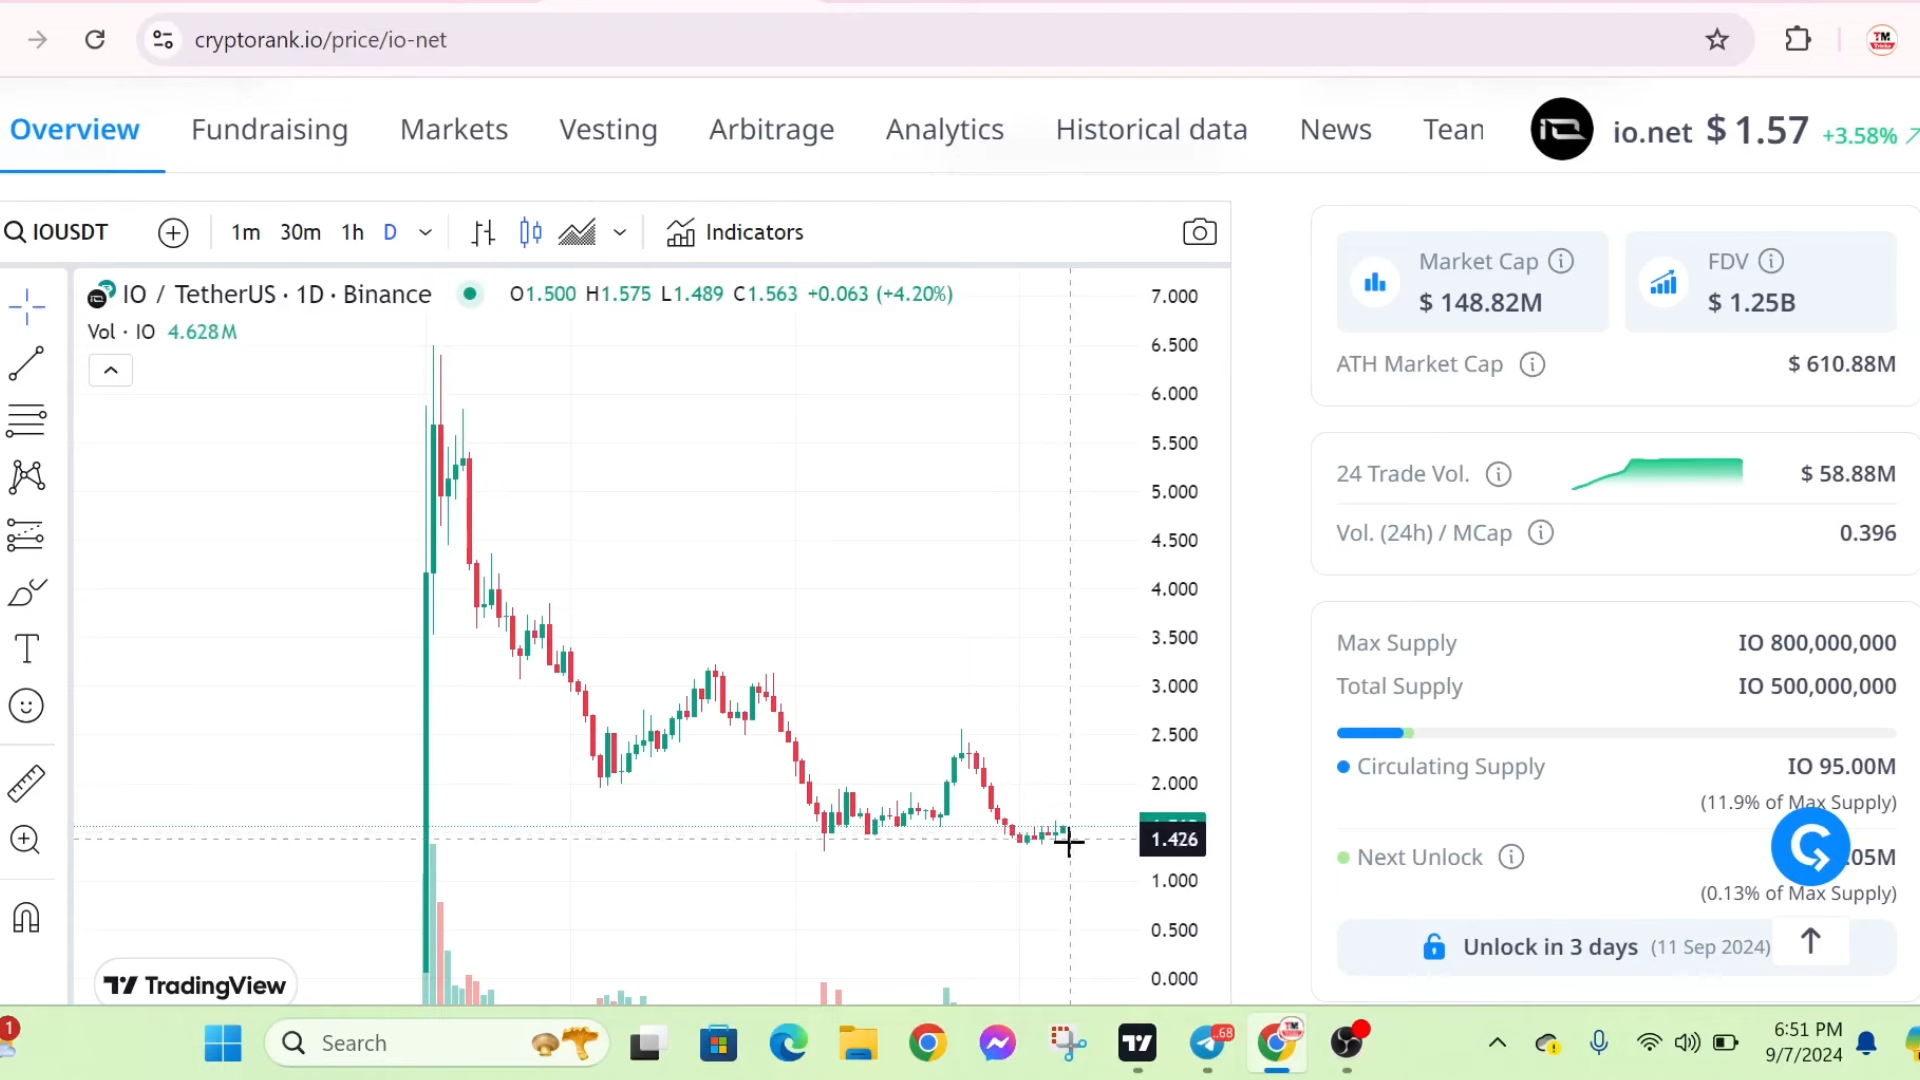 cryptorank.io/price/io-net
TM
Overview Fundraising Markets Vesting Arbitrage Analytics Historical data News Team io.net $ 1.57 +3.58%
IOUSDT 1m 30m 1h D Indicators
IO / TetherUS · 1D · Binance O1.500 H1.575 L1.489 C1.563 +0.063 (+4.20%)
Vol · IO 4.628M
7.000
6.500
6.000
5.500
5.000
4.500
4.000
3.500
3.000
2.500
2.000
1.426
1.000
0.500
0.000
TradingView
Market Cap
$ 148.82M
FDV
$ 1.25B
ATH Market Cap $ 610.88M
24 Trade Vol. $ 58.88M
Vol. (24h) / MCap 0.396
Max Supply IO 800,000,000
Total Supply IO 500,000,000
Circulating Supply IO 95.00M
(11.9% of Max Supply)
Next Unlock .05M
(0.13% of Max Supply)
Unlock in 3 days (11 Sep 2024)
1
Search
68
TM
6:51 PM
9/7/2024